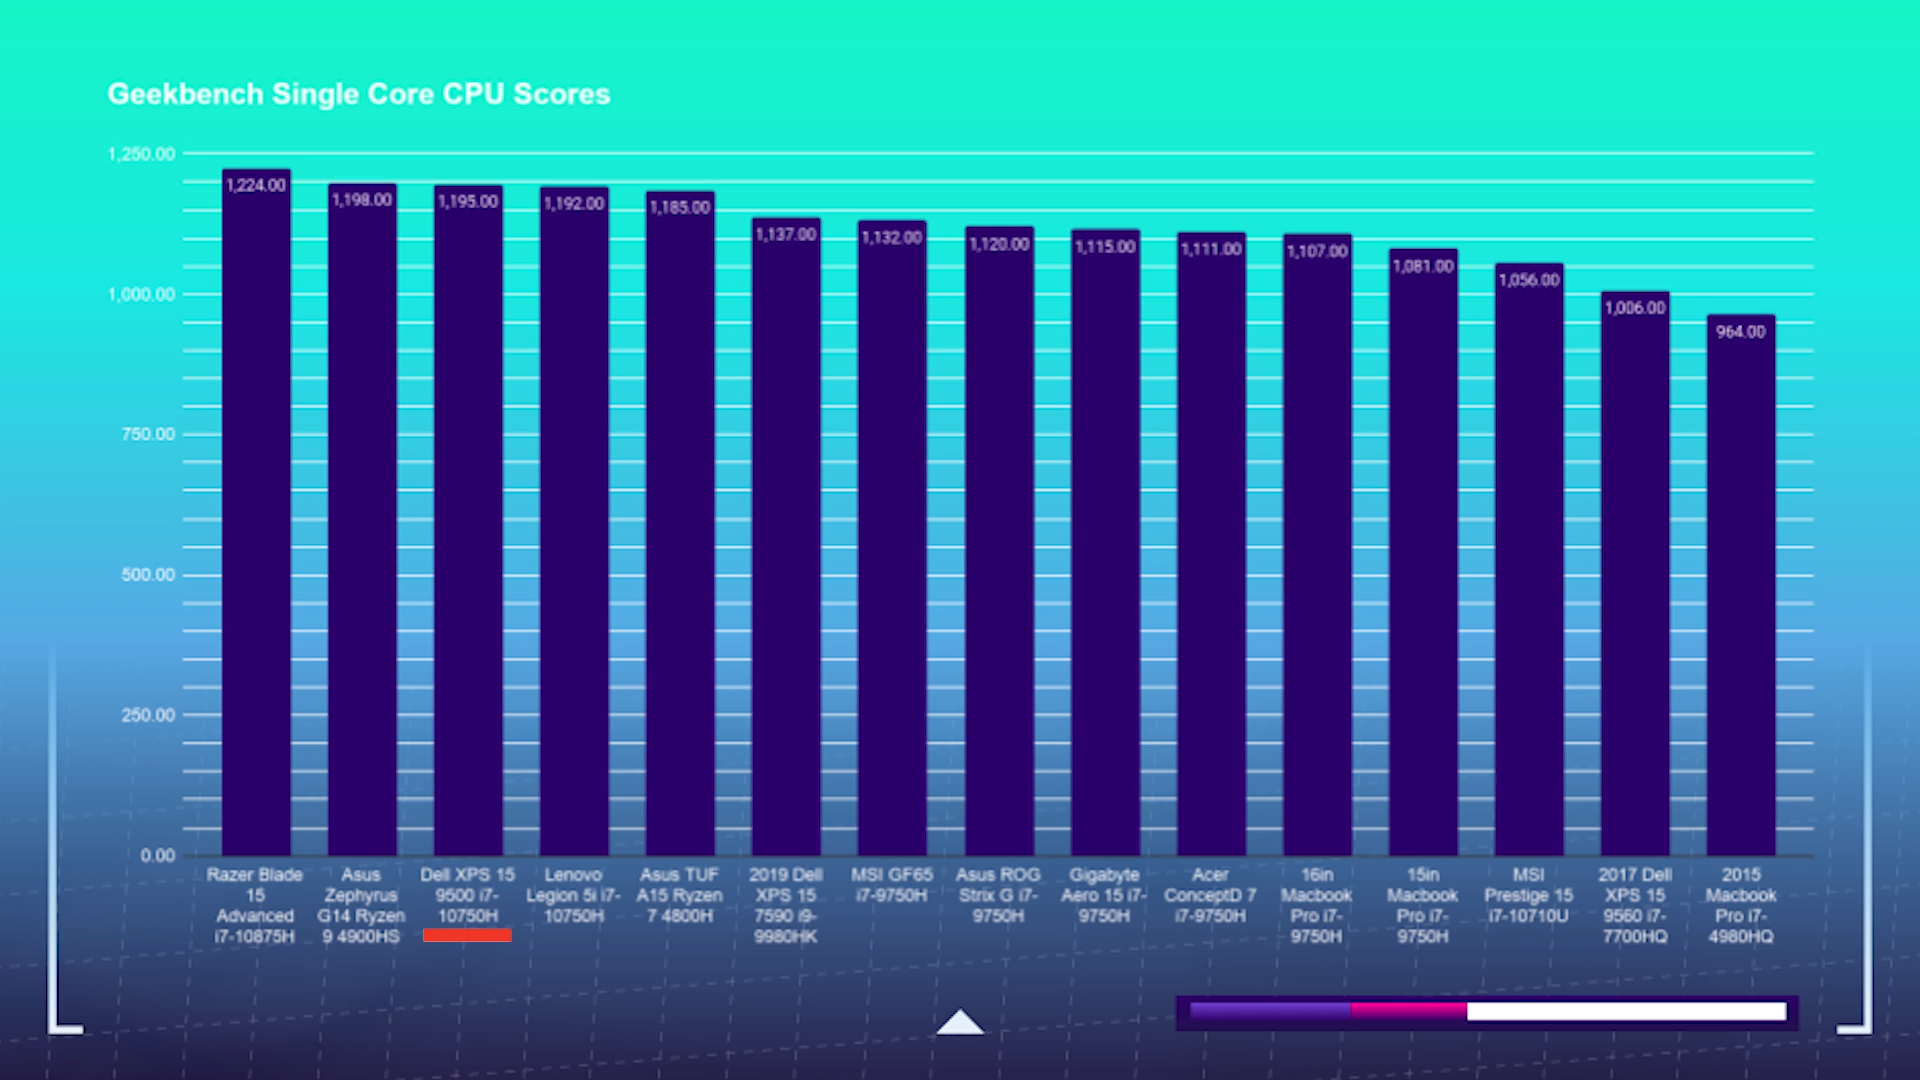 Geekbench Single Core CPU Scores
1,250.00
1,000.00
750.00
500.00
250.00
0.00
1,224.00
1,198.00
1,195.00
1,192.00
1,185.00
1,137.00
1,132.00
1,120.00
1,115.00
1,111.00
1,107.00
1,081.00
1,056.00
1,006.00
964.00
Razer Blade
15
Advanced
i7-10875H
Asus
Zephyrus
G14 Ryzen
9 4900HS
Dell XPS 15
9500 i7-
10750H
Lenovo
Legion 5i i7-
10750H
Asus TUF
A15 Ryzen
7 4800H
2019 Dell
XPS 15
7590 i9-
9980HK
MSI GF65
i7-9750H
Asus ROG
Strix G i7-
9750H
Gigabyte
Aero 15 i7-
9750H
Acer
ConceptD 7
i7-9750H
16in
Macbook
Pro i7-
9750H
15in
Macbook
Pro i7-
9750H
MSI
Prestige 15
i7-10710U
2017 Dell
XPS 15
9560 i7-
7700HQ
2015
Macbook
Pro i7-
4980HQ